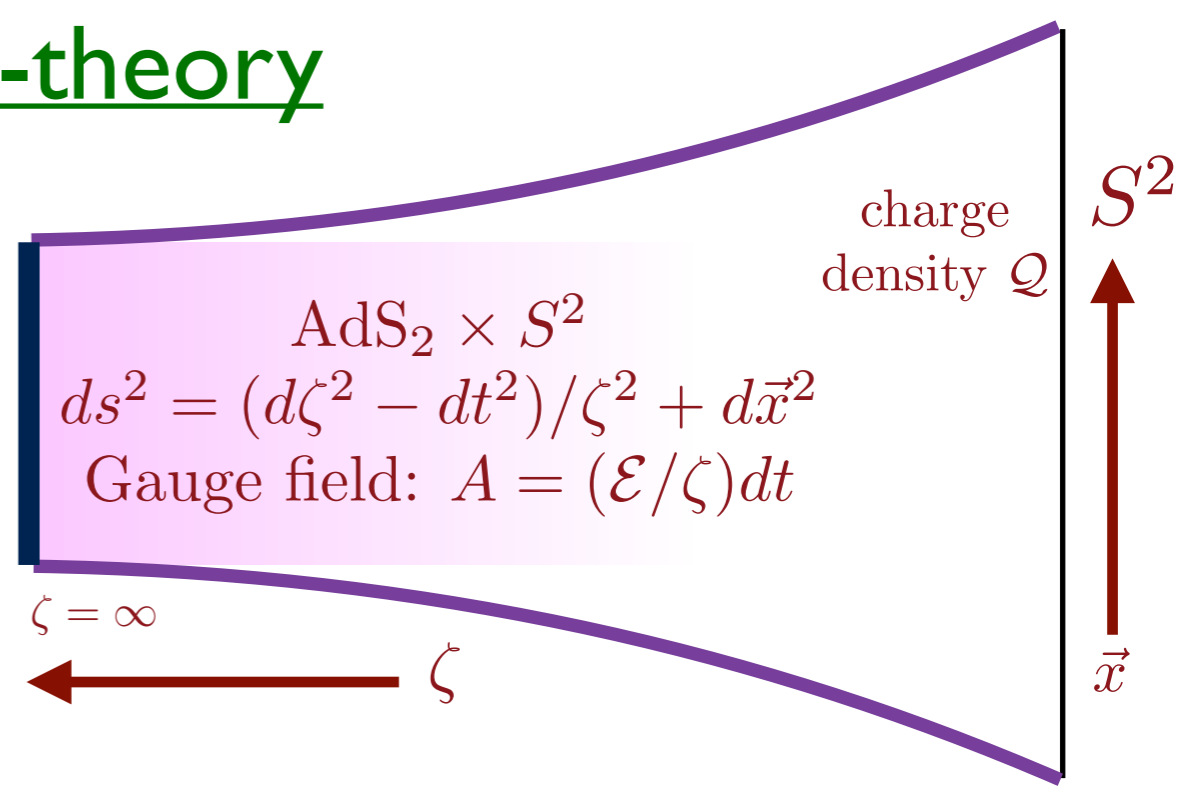 -theory
S²
charge
density 𝒬
AdS₂ × S²
ds² = (dζ² − dt²)/ζ² + dx⃗²
Gauge field: A = (ℰ/ζ)dt
ζ = ∞
ζ
x⃗